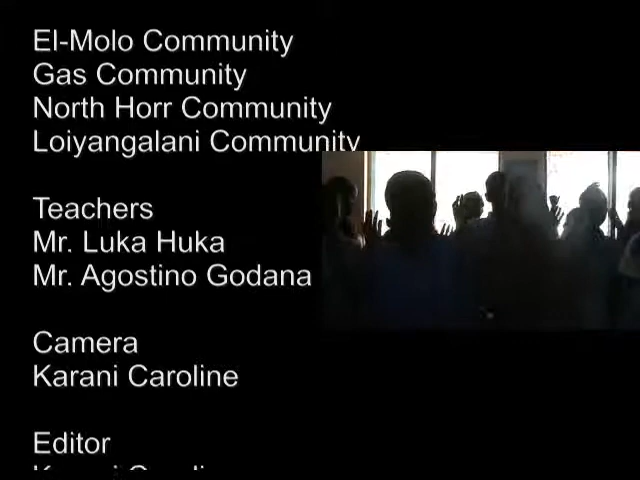 El-Molo Community
Gas Community
North Horr Community
Loiyangalani Community
Teachers
Mr. Luka Huka
Mr. Agostino Godana
Camera
Karani Caroline
Editor